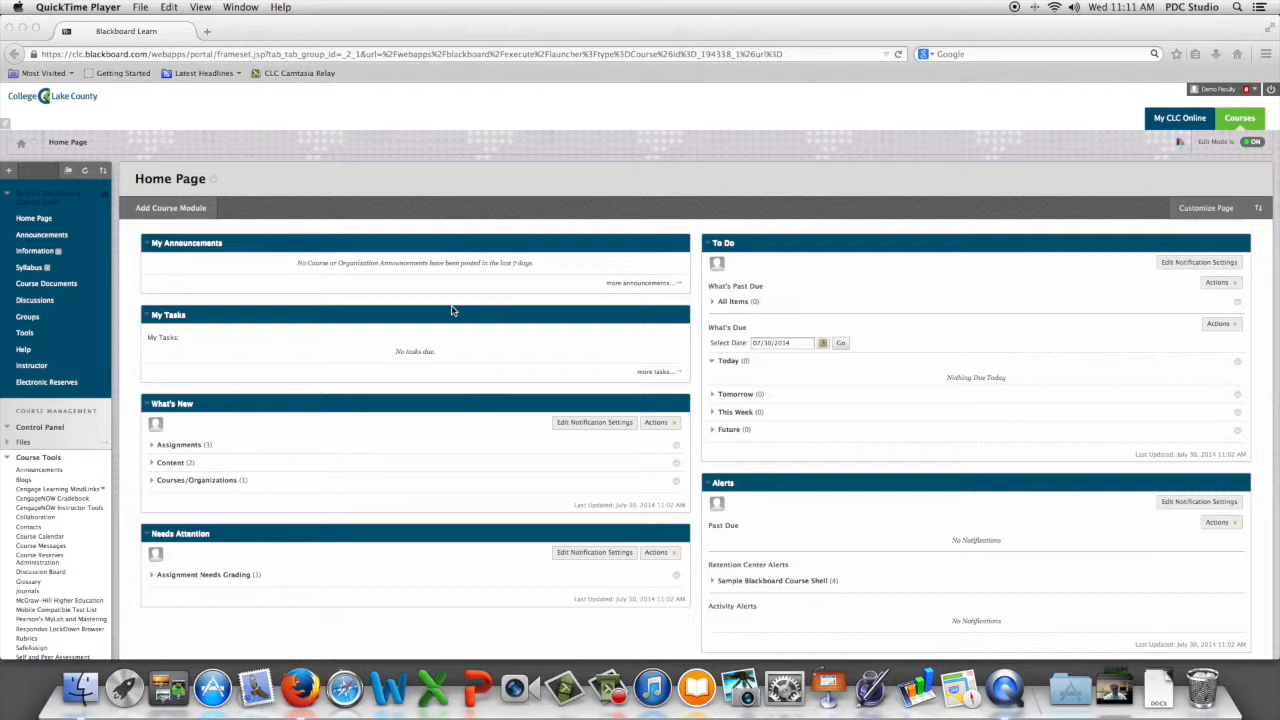 QuickTime Player File Edit View Window Help Wed 11:11 AM PDC Studio
Blackboard Learn
https://clc.blackboard.com/webapps/portal/frameset.jsp?tab_tab_group_id=_2_1&url=%2Fwebapps%2Fblackboard%2Fexecute%2Flauncher%3Ftype%3DCourse%26id%3D_194338_1%26url%3D Google
Most Visited Getting Started Latest Headlines CLC Camtasia Relay
College Lake County
Demo Faculty
My CLC Online Courses
Home Page
Edit Mode is: ON
Home Page
Add Course Module
Customize Page
Home Page
Announcements
Information
Syllabus
Course Documents
Discussions
Groups
Tools
Help
Instructor
Electronic Reserves
COURSE MANAGEMENT
Control Panel
Files
Course Tools
Announcements
Blogs
Cengage Learning MindLinks™
CengageNOW Gradebook
CengageNOW Instructor Tools
Collaboration
Contacts
Course Calendar
Course Messages
Course Reserves
Administration
Discussion Board
Glossary
Journals
McGraw-Hill Higher Education
Mobile Compatible Test List
Pearson's MyLab and Mastering
Respondus LockDown Browser
Rubrics
SafeAssign
Self and Peer Assessment
My Announcements
No Course or Organization Announcements have been posted in the last 7 days.
more announcements...
My Tasks
My Tasks:
No tasks due.
more tasks...
What's New
Edit Notification Settings Actions
Assignments (3)
Content (2)
Courses/Organizations (1)
Last Updated: July 30, 2014 11:02 AM
Needs Attention
Edit Notification Settings Actions
Assignment Needs Grading (1)
Last Updated: July 30, 2014 11:02 AM
To Do
Edit Notification Settings
What's Past Due
Actions
All Items (0)
What's Due
Actions
Select Date: 07/30/2014 Go
Today (0)
Nothing Due Today
Tomorrow (0)
This Week (0)
Future (0)
Last Updated: July 30, 2014 11:02 AM
Alerts
Edit Notification Settings
Past Due
Actions
No Notifications
Retention Center Alerts
Sample Blackboard Course Shell (4)
Activity Alerts
No Notifications
Last Updated: July 30, 2014 11:02 AM
DOCX